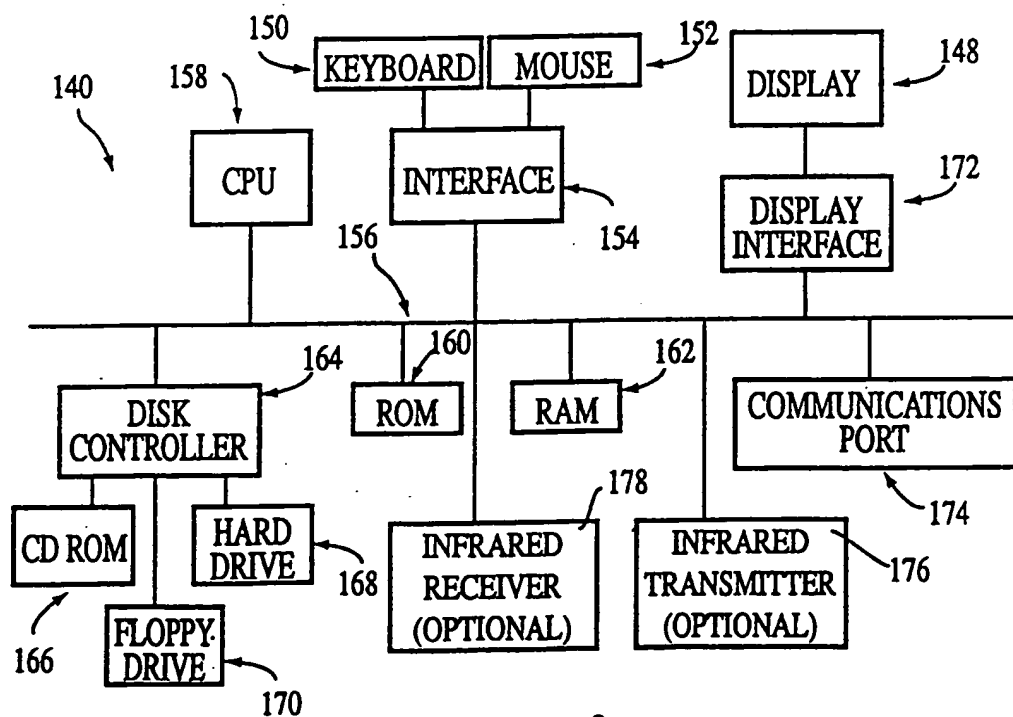 150
KEYBOARD
MOUSE
152
DISPLAY
148
140
158
CPU
INTERFACE
154
172
DISPLAY
INTERFACE
156
164
DISK
CONTROLLER
160
ROM
162
RAM
COMMUNICATIONS
PORT
174
CD ROM
166
HARD
DRIVE
168
FLOPPY
DRIVE
170
178
INFRARED
RECEIVER
(OPTIONAL)
INFRARED
TRANSMITTER
(OPTIONAL)
176